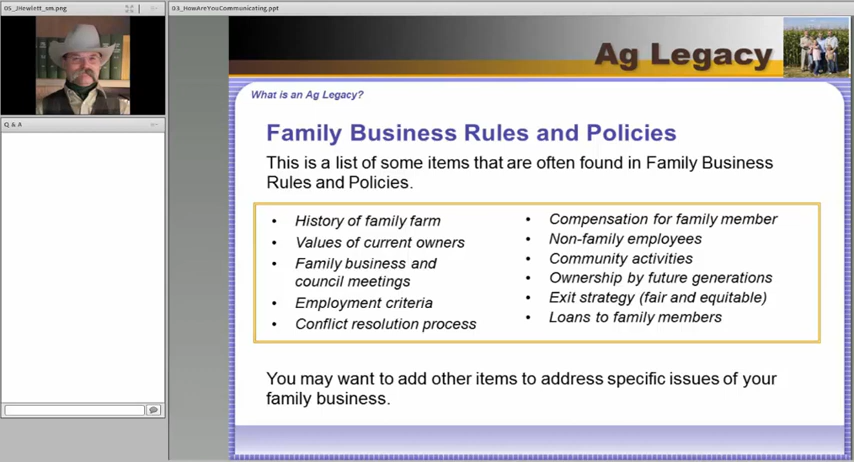 05_JHewlett_sm.png
03_HowAreYouCommunicating.ppt
Ag Legacy
What is an Ag Legacy?
Q & A
Family Business Rules and Policies
This is a list of some items that are often found in Family Business
Rules and Policies.
• History of family farm
• Values of current owners
• Family business and
council meetings
• Employment criteria
• Conflict resolution process
• Compensation for family member
• Non-family employees
• Community activities
• Ownership by future generations
• Exit strategy (fair and equitable)
• Loans to family members
You may want to add other items to address specific issues of your
family business.